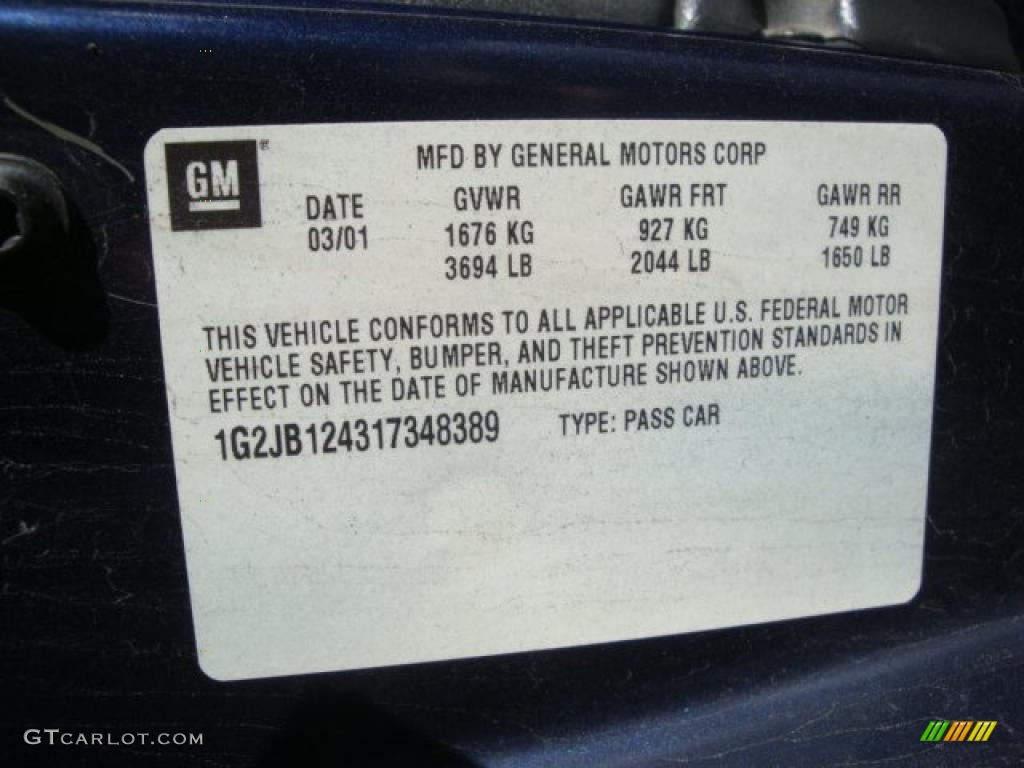 GM®
MFD BY GENERAL MOTORS CORP
DATE GVWR GAWR FRT GAWR RR
03/01 1676 KG 927 KG 749 KG
3694 LB 2044 LB 1650 LB
THIS VEHICLE CONFORMS TO ALL APPLICABLE U.S. FEDERAL MOTOR
VEHICLE SAFETY, BUMPER, AND THEFT PREVENTION STANDARDS IN
EFFECT ON THE DATE OF MANUFACTURE SHOWN ABOVE.
1G2JB124317348389 TYPE: PASS CAR
GTCARLOT.COM